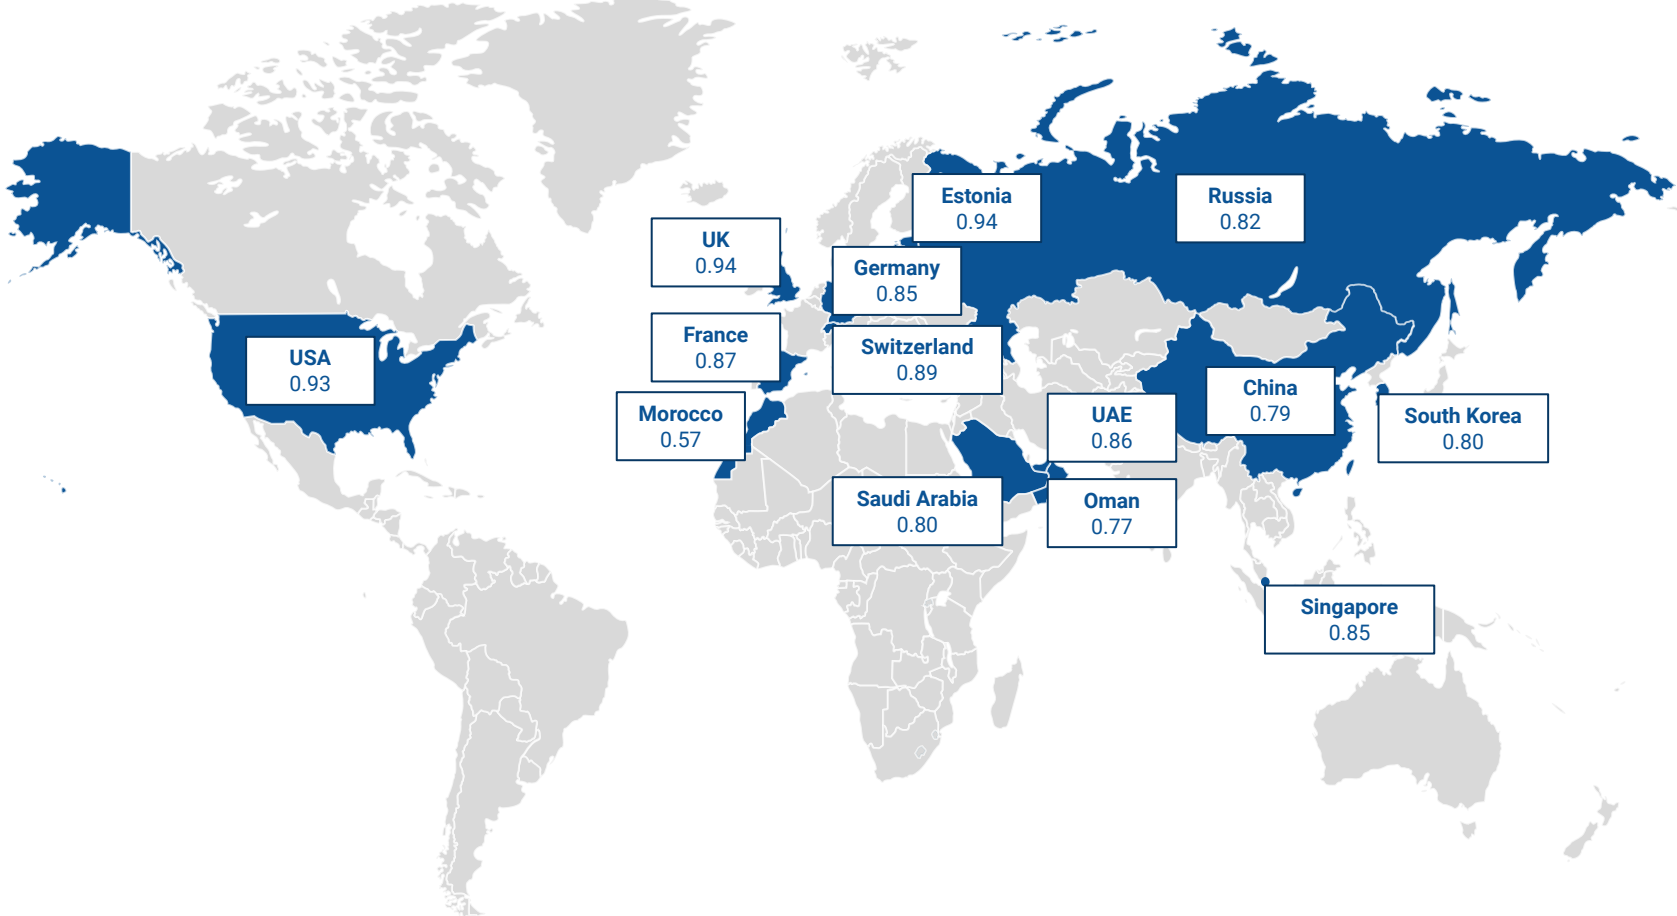 Estonia
0.94
Russia
0.82
UK
0.94
Germany
0.85
France
0.87
Switzerland
0.89
USA
0.93
China
0.79
Morocco
0.57
UAE
0.86
South Korea
0.80
Saudi Arabia
0.80
Oman
0.77
Singapore
0.85